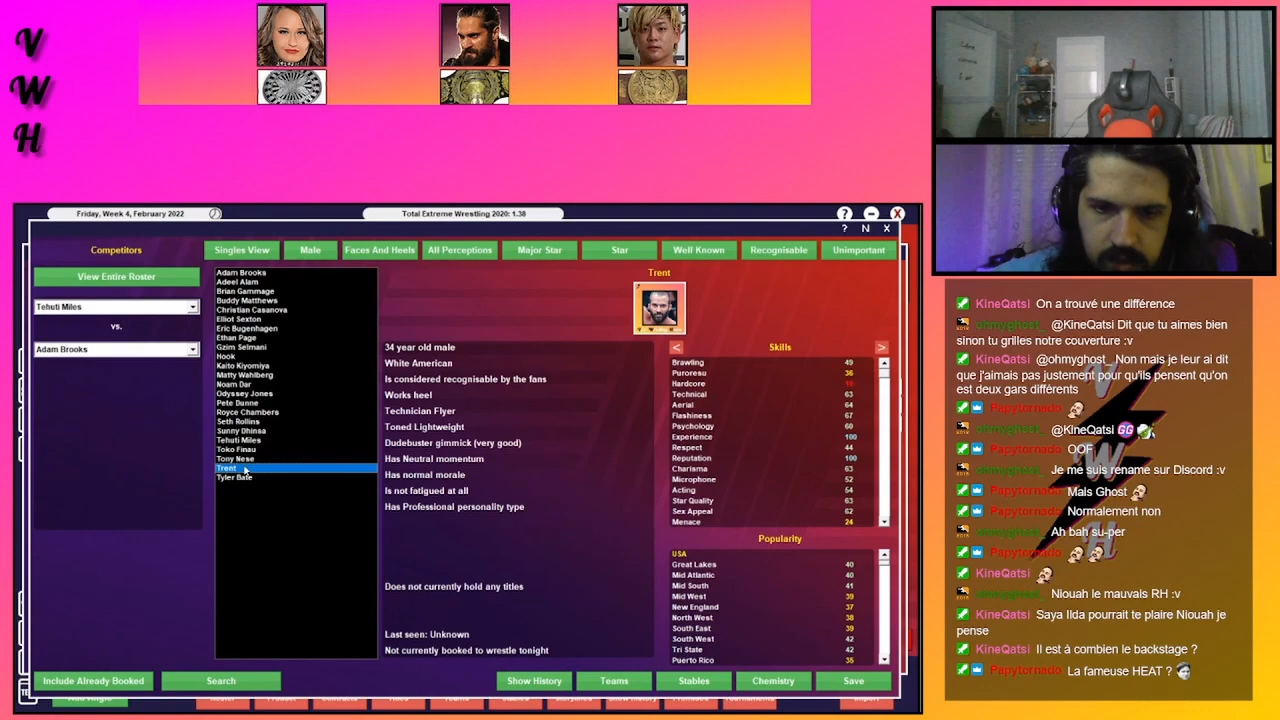 V
W
H
Friday, Week 4, February 2022
Total Extreme Wrestling 2020: 1.38
?
X
? N X
Competitors
Singles View
Male
Faces And Heels
All Perceptions
Major Star
Star
Well Known
Recognisable
Unimportant
View Entire Roster
Tehuti Miles
vs.
Adam Brooks
Adam Brooks
Adeel Alam
Brian Gammage
Buddy Matthews
Christian Casanova
Elliot Sexton
Eric Bugenhagen
Ethan Page
Gzim Selmani
Hook
Kaito Kiyomiya
Matty Wahlberg
Noam Dar
Odyssey Jones
Pete Dunne
Royce Chambers
Seth Rollins
Sunny Dhinsa
Tehuti Miles
Toko Finau
Tony Nese
Trent
Tyler Bate
Trent
34 year old male
White American
Is considered recognisable by the fans
Works heel
Technician Flyer
Toned Lightweight
Dudebuster gimmick (very good)
Has Neutral momentum
Has normal morale
Is not fatigued at all
Has Professional personality type
Does not currently hold any titles
Last seen: Unknown
Not currently booked to wrestle tonight
< Skills >
Brawling 49
Puroresu 36
Hardcore 19
Technical 63
Aerial 64
Flashiness 67
Psychology 60
Experience 100
Respect 44
Reputation 100
Charisma 63
Microphone 52
Acting 54
Star Quality 63
Sex Appeal 62
Menace 24
Popularity
USA
Great Lakes 40
Mid Atlantic 40
Mid South 41
Mid West 39
New England 37
North West 38
South East 39
South West 42
Tri State 42
Puerto Rico 35
Include Already Booked
Search
Show History
Teams
Stables
Chemistry
Save
KineQatsi On a trouvé une différence
ohmyghost_ @KineQatsi Dit que tu aimes bien
sinon tu grilles notre couverture :v
KineQatsi @ohmyghost_ Non mais je leur ai dit
que j'aimais pas justement pour qu'ils pensent qu'on
est deux gars différents
Papytornado
ohmyghost_ @KineQatsi GG
Papytornado OOF
ohmyghost_ Je me suis rename sur Discord :v
Papytornado Mais Ghost
Papytornado Normalement non
ohmyghost_ Ah bah su-per
Papytornado
KineQatsi
ohmyghost_ Niouah le mauvais RH :v
KineQatsi Saya Iida pourrait te plaire Niouah je
pense
KineQatsi Il est à combien le backstage ?
Papytornado La fameuse HEAT ?